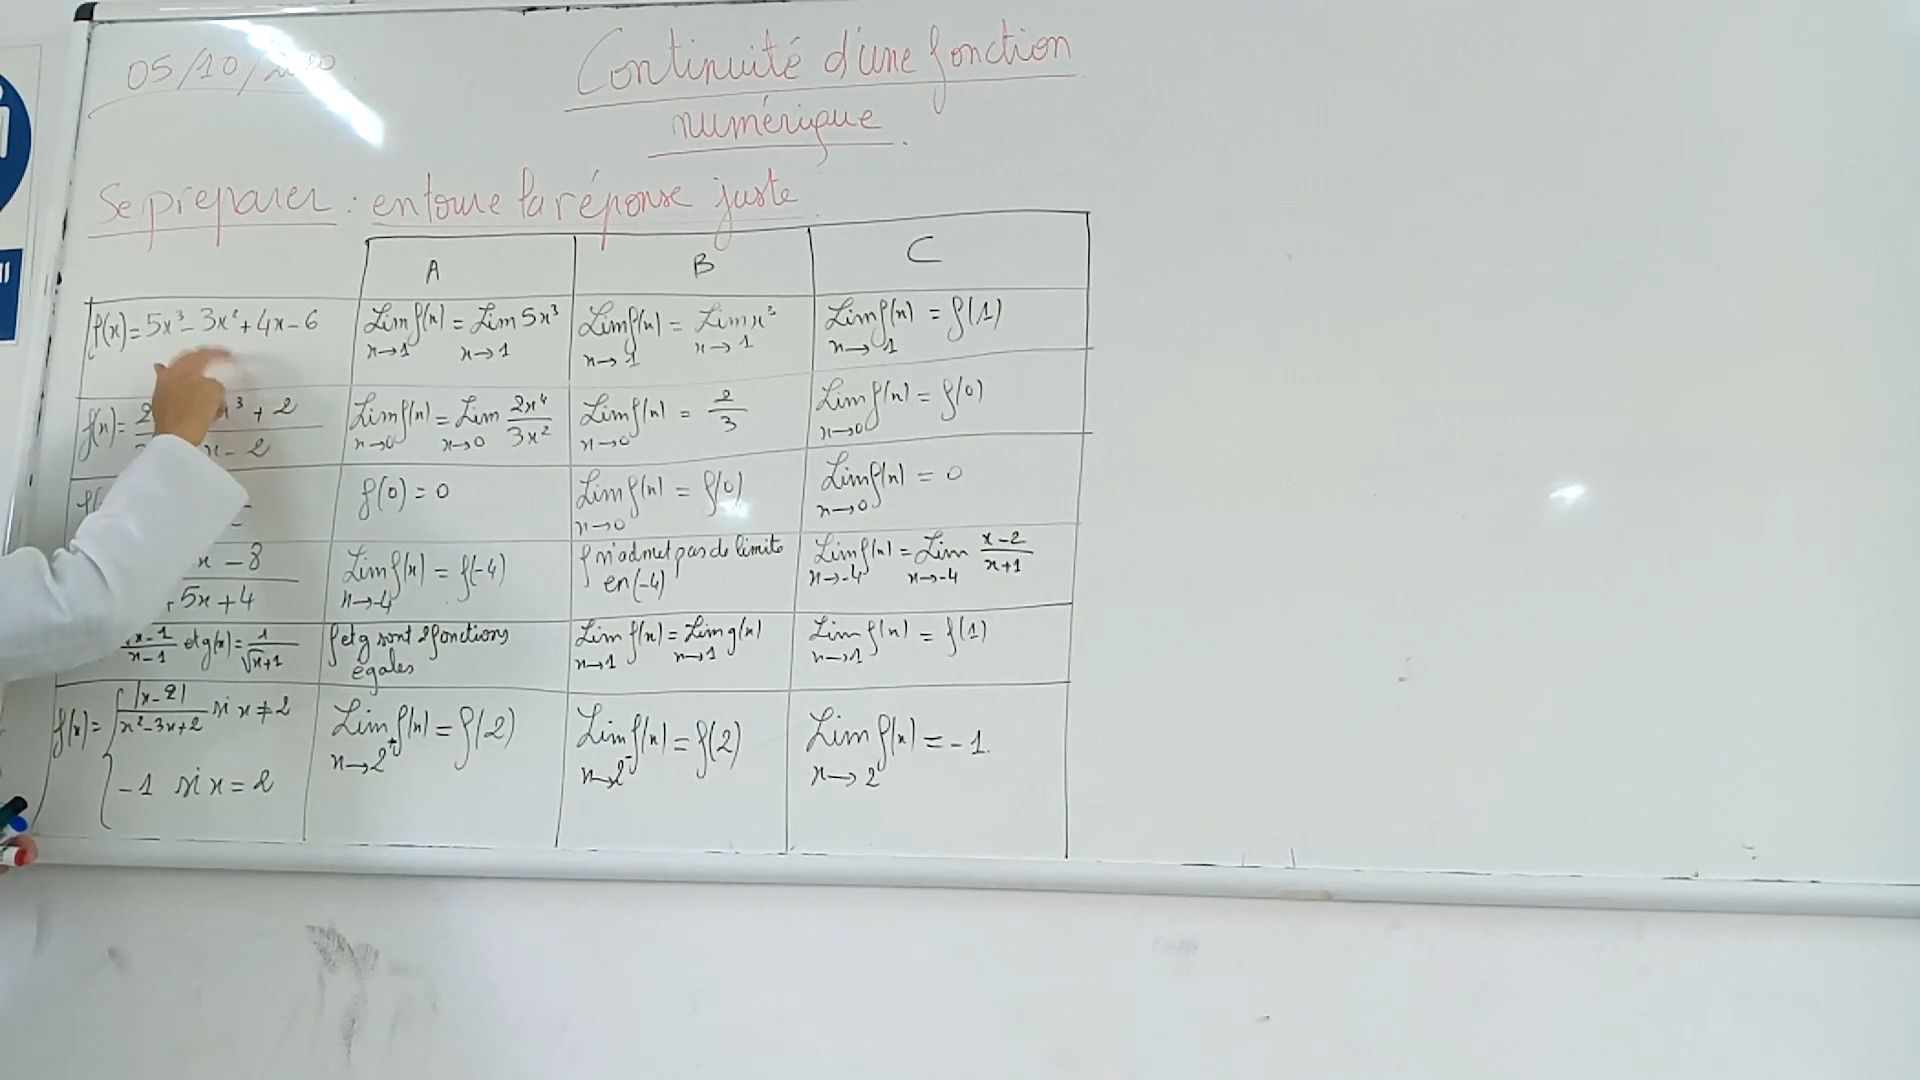 05/10/2020
Continuité d'une fonction
numérique.
Se préparer : entoure la réponse juste.
A B C
f(x)=5x³-3x²+4x-6
Lim f(x) = Lim 5x³
x→1 x→1
Lim f(x) = Lim x³
x→1 x→1
Lim f(x) = f(1)
x→1
f(x)= 2 x³ + 2
x - 2
Lim f(x) = Lim 2x⁴/3x²
x→0 x→0
Lim f(x) = 2/3
x→0
Lim f(x) = f(0)
x→0
f(0) = 0
Lim f(x) = f(0)
x→0
Lim f(x) = 0
x→0
x - 8
+ 5x+4
Lim f(x) = f(-4)
x→-4
f n'admet pas de limite
en (-4)
Lim f(x) = Lim x-2/x+1
x→-4 x→-4
x-1/x-1 et g(x)= 1/√x+1
f et g sont 2 fonctions
égales
Lim f(x) = Lim g(x)
x→1 x→1
Lim f(x) = f(1)
x→1
f(x)= { |x-2|/x²-3x+2 si x≠2
-1 si x=2
Lim f(x) = f(2)
x→2⁺
Lim f(x) = f(2)
x→2⁻
Lim f(x) = -1.
x→2